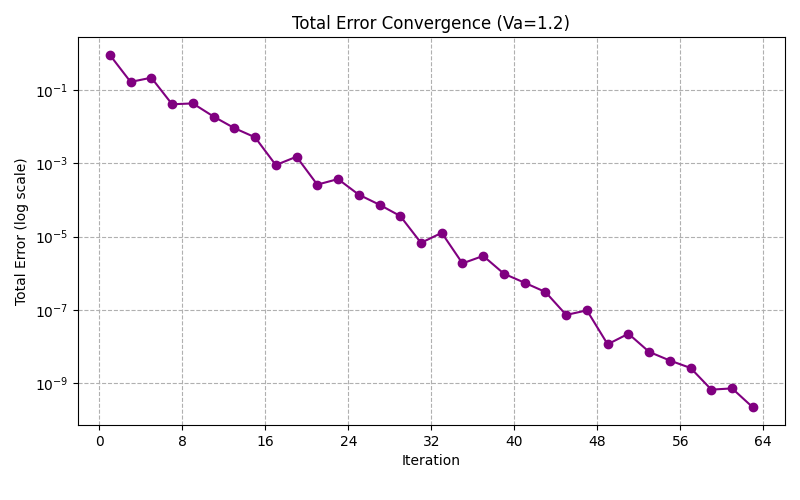 Total Error Convergence (Va=1.2)
Total Error (log scale)
10⁻¹
10⁻³
10⁻⁵
10⁻⁷
10⁻⁹
0 8 16 24 32 40 48 56 64
Iteration